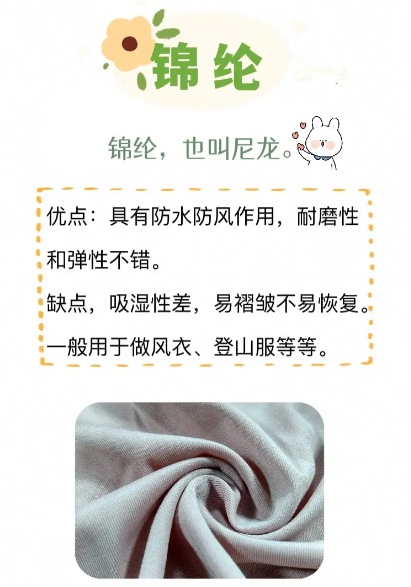 锦纶
锦纶，也叫尼龙。
优点：具有防水防风作用，耐磨性
和弹性不错。
缺点，吸湿性差，易褶皱不易恢复。
一般用于做风衣、登山服等等。